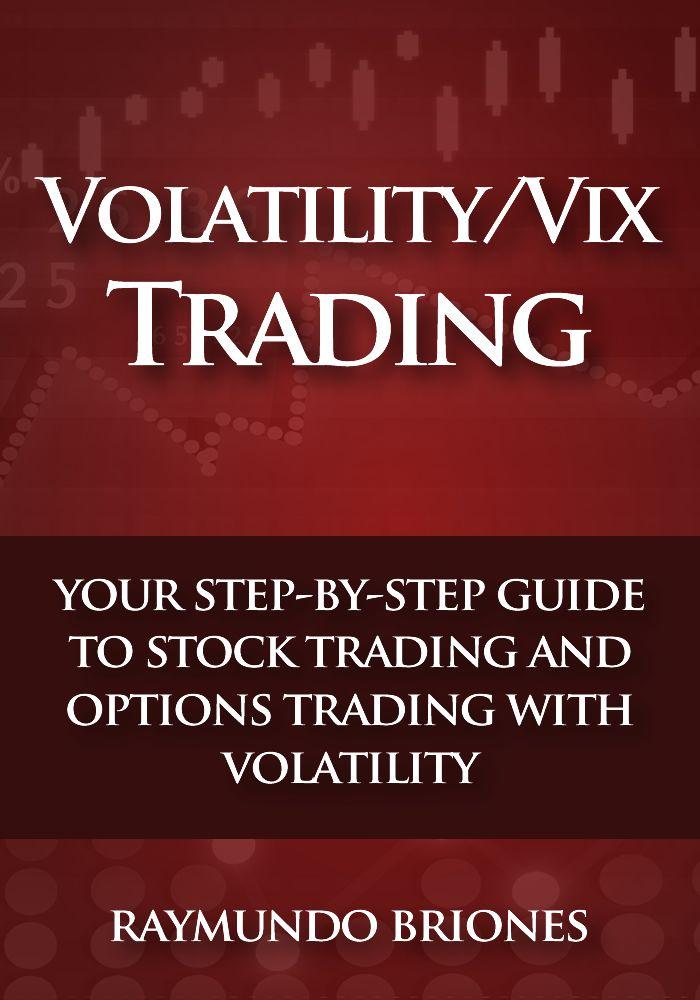 VOLATILITY/VIX
TRADING
YOUR STEP-BY-STEP GUIDE
TO STOCK TRADING AND
OPTIONS TRADING WITH
VOLATILITY
RAYMUNDO BRIONES